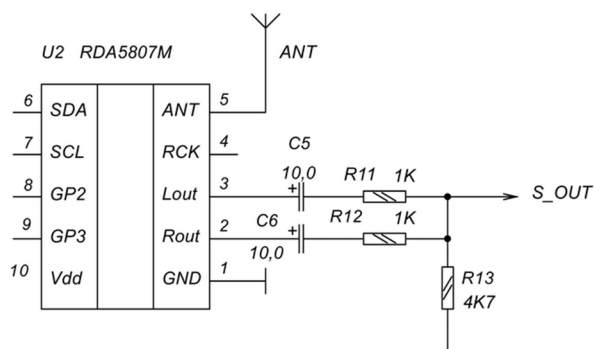 U2 RDA5807M
ANT
6 SDA ANT 5
7 SCL RCK 4
C5
10,0
R11 1K
8 GP2 Lout 3
+
S_OUT
C6
R12 1K
9 GP3 Rout 2
+
10,0
10 Vdd GND 1
R13
4K7